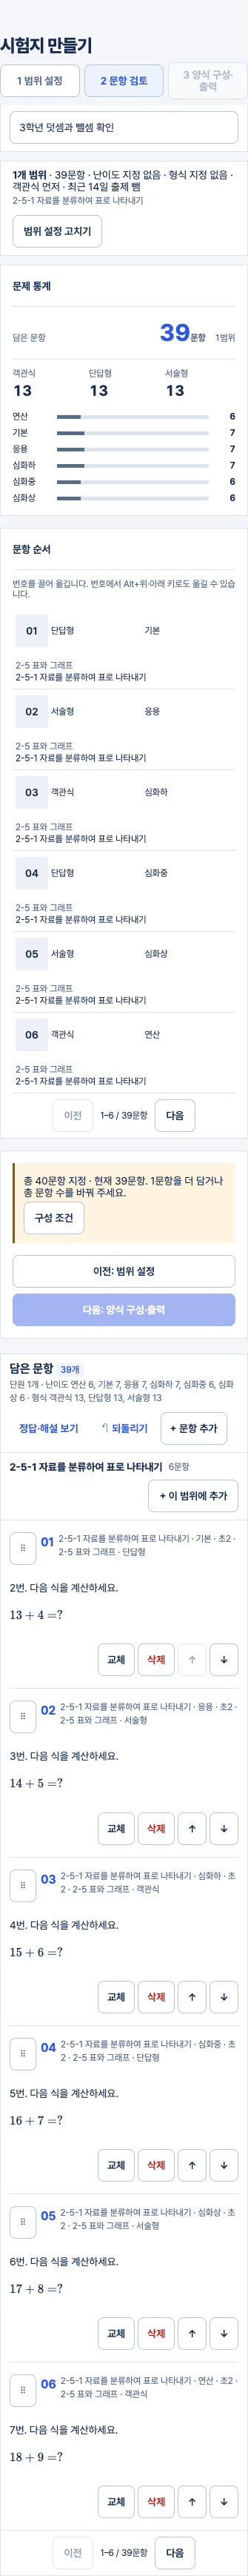 시험지 만들기
1 범위 설정
2 문항 검토
3 양식 구성·
출력
3학년 덧셈과 뺄셈 확인
1개 범위 · 39문항 · 난이도 지정 없음 · 형식 지정 없음 ·
객관식 먼저 · 최근 14일 출제 뺌
2-5-1 자료를 분류하여 표로 나타내기
범위 설정 고치기
문제 통계
담은 문항 39문항 1범위
객관식 단답형 서술형
13 13 13
연산 6
기본 7
응용 7
심화하 7
심화중 6
심화상 6
문항 순서
번호를 끌어 옮깁니다. 번호에서 Alt+위·아래 키로도 옮길 수 있습
니다.
01 단답형 기본
2-5 표와 그래프
2-5-1 자료를 분류하여 표로 나타내기
02 서술형 응용
2-5 표와 그래프
2-5-1 자료를 분류하여 표로 나타내기
03 객관식 심화하
2-5 표와 그래프
2-5-1 자료를 분류하여 표로 나타내기
04 단답형 심화중
2-5 표와 그래프
2-5-1 자료를 분류하여 표로 나타내기
05 서술형 심화상
2-5 표와 그래프
2-5-1 자료를 분류하여 표로 나타내기
06 객관식 연산
2-5 표와 그래프
2-5-1 자료를 분류하여 표로 나타내기
이전 1–6 / 39문항 다음
총 40문항 지정 · 현재 39문항. 1문항을 더 담거나
총 문항 수를 바꿔 주세요.
구성 조건
이전: 범위 설정
다음: 양식 구성·출력
담은 문항 39개
단원 1개 · 난이도 연산 6, 기본 7, 응용 7, 심화하 7, 심화중 6, 심화
상 6 · 형식 객관식 13, 단답형 13, 서술형 13
정답·해설 보기 되돌리기 + 문항 추가
2-5-1 자료를 분류하여 표로 나타내기 6문항
+ 이 범위에 추가
01 2-5-1 자료를 분류하여 표로 나타내기 · 기본 · 초2 ·
2-5 표와 그래프 · 단답형
2번. 다음 식을 계산하세요.
13 + 4 =?
교체 삭제 ↑ ↓
02 2-5-1 자료를 분류하여 표로 나타내기 · 응용 · 초2 ·
2-5 표와 그래프 · 서술형
3번. 다음 식을 계산하세요.
14 + 5 =?
교체 삭제 ↑ ↓
03 2-5-1 자료를 분류하여 표로 나타내기 · 심화하 · 초
2 · 2-5 표와 그래프 · 객관식
4번. 다음 식을 계산하세요.
15 + 6 =?
교체 삭제 ↑ ↓
04 2-5-1 자료를 분류하여 표로 나타내기 · 심화중 · 초
2 · 2-5 표와 그래프 · 단답형
5번. 다음 식을 계산하세요.
16 + 7 =?
교체 삭제 ↑ ↓
05 2-5-1 자료를 분류하여 표로 나타내기 · 심화상 · 초
2 · 2-5 표와 그래프 · 서술형
6번. 다음 식을 계산하세요.
17 + 8 =?
교체 삭제 ↑ ↓
06 2-5-1 자료를 분류하여 표로 나타내기 · 연산 · 초2 ·
2-5 표와 그래프 · 객관식
7번. 다음 식을 계산하세요.
18 + 9 =?
교체 삭제 ↑ ↓
이전 1–6 / 39문항 다음